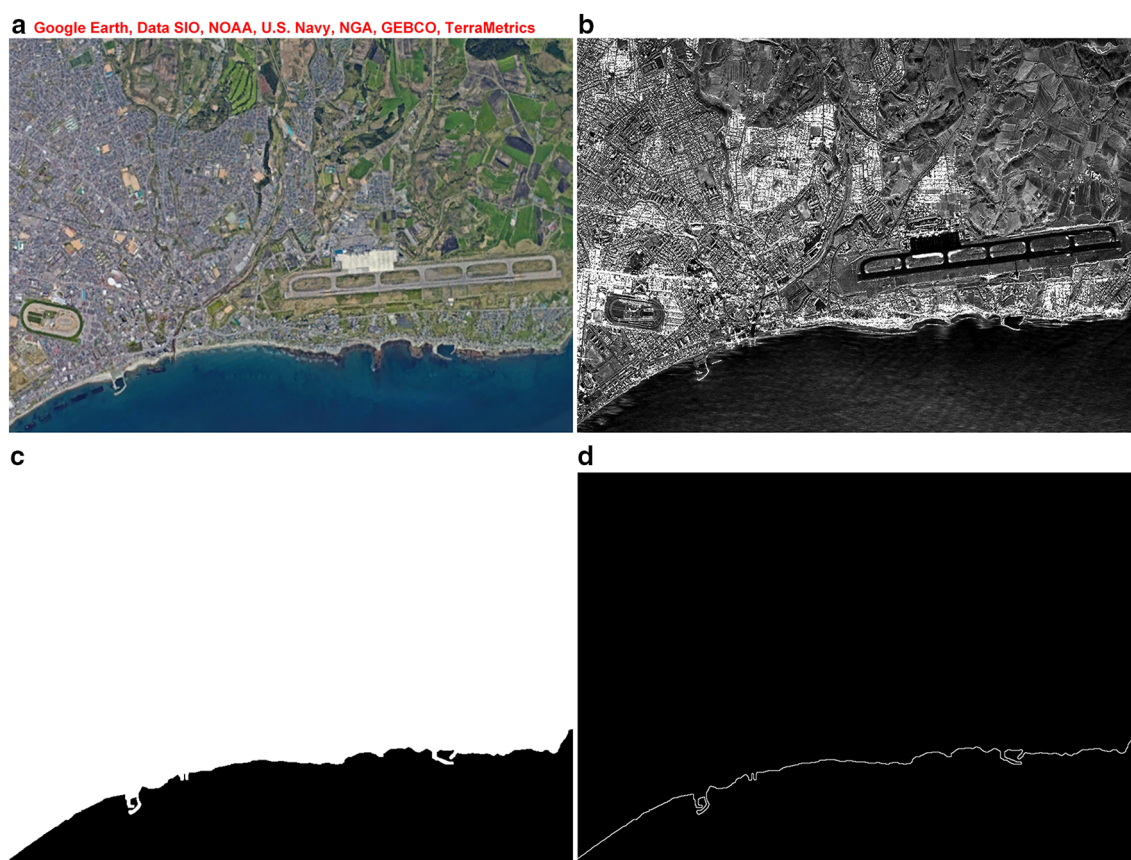 a Google Earth, Data SIO, NOAA, U.S. Navy, NGA, GEBCO, TerraMetrics
b
c
d